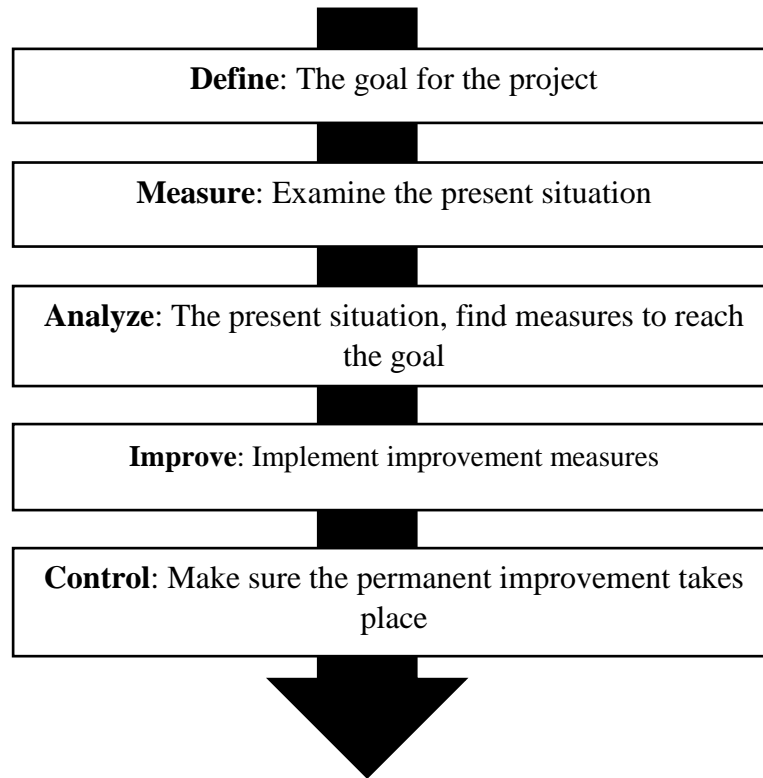 Define: The goal for the project
Measure: Examine the present situation
Analyze: The present situation, find measures to reach
the goal
Improve: Implement improvement measures
Control: Make sure the permanent improvement takes
place